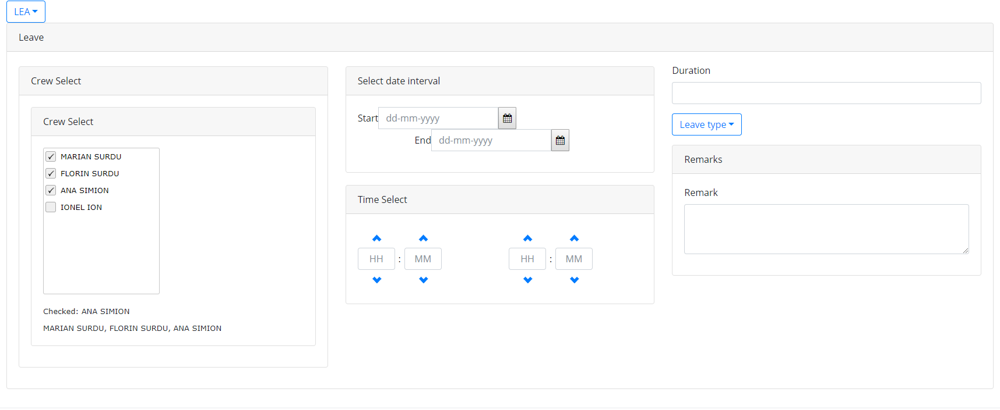 LEA
Leave
Crew Select
Crew Select
MARIAN SURDU
FLORIN SURDU
ANA SIMION
IONEL ION
Checked: ANA SIMION
MARIAN SURDU, FLORIN SURDU, ANA SIMION
Select date interval
Start dd-mm-yyyy
End dd-mm-yyyy
Time Select
HH : MM HH : MM
Duration
Leave type
Remarks
Remark